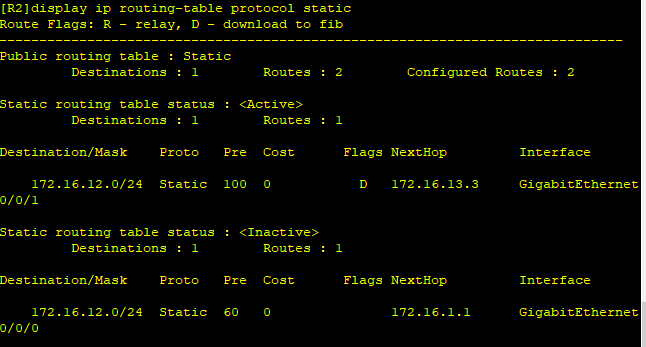 [R2]display ip routing-table protocol static
Route Flags: R - relay, D - download to fib
------------------------------------------------------------------------------
Public routing table : Static
         Destinations : 1        Routes : 2        Configured Routes : 2

Static routing table status : <Active>
         Destinations : 1        Routes : 1

Destination/Mask    Proto   Pre  Cost      Flags NextHop         Interface

    172.16.12.0/24  Static  100  0           D   172.16.13.3     GigabitEthernet
0/0/1

Static routing table status : <Inactive>
         Destinations : 1        Routes : 1

Destination/Mask    Proto   Pre  Cost      Flags NextHop         Interface

    172.16.12.0/24  Static  60   0               172.16.1.1      GigabitEthernet
0/0/0